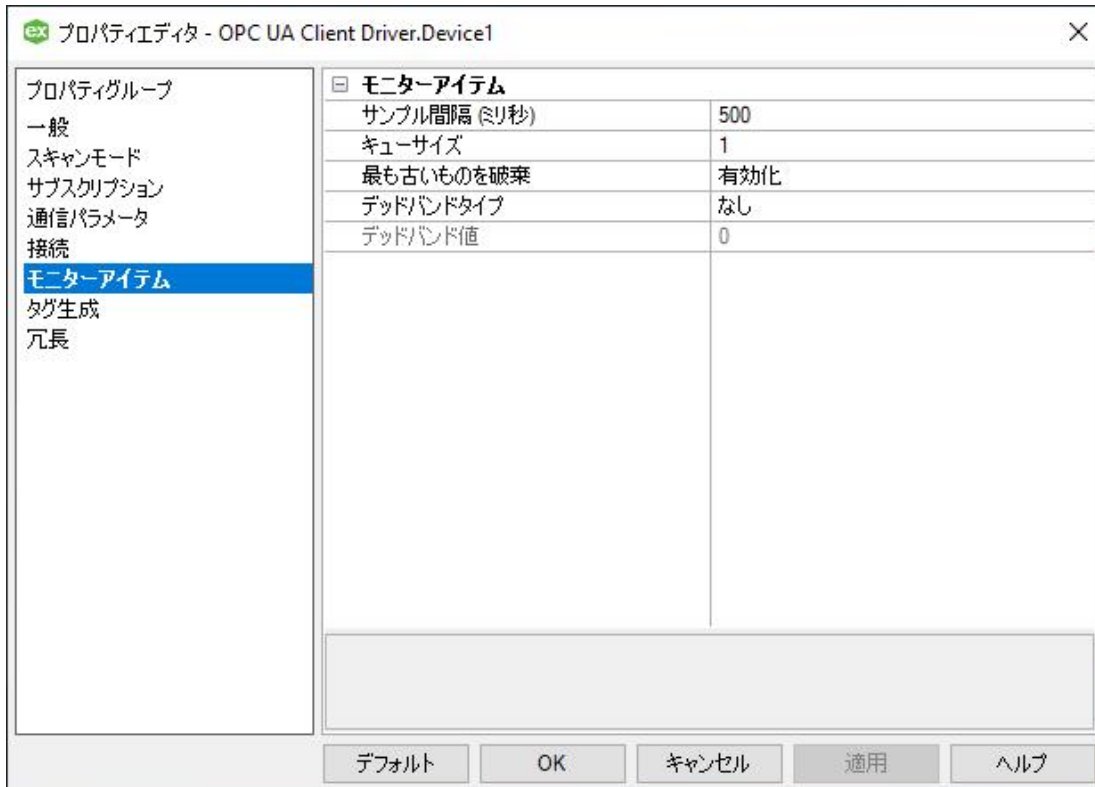 ex プロパティエディタ - OPC UA Client Driver.Device1
プロパティグループ
一般
スキャンモード
サブスクリプション
通信パラメータ
接続
モニターアイテム
タグ生成
冗長
モニターアイテム
サンプル間隔 (ミリ秒) 500
キューサイズ 1
最も古いものを破棄 有効化
デッドバンドタイプ なし
デッドバンド値 0
デフォルト OK キャンセル 適用 ヘルプ